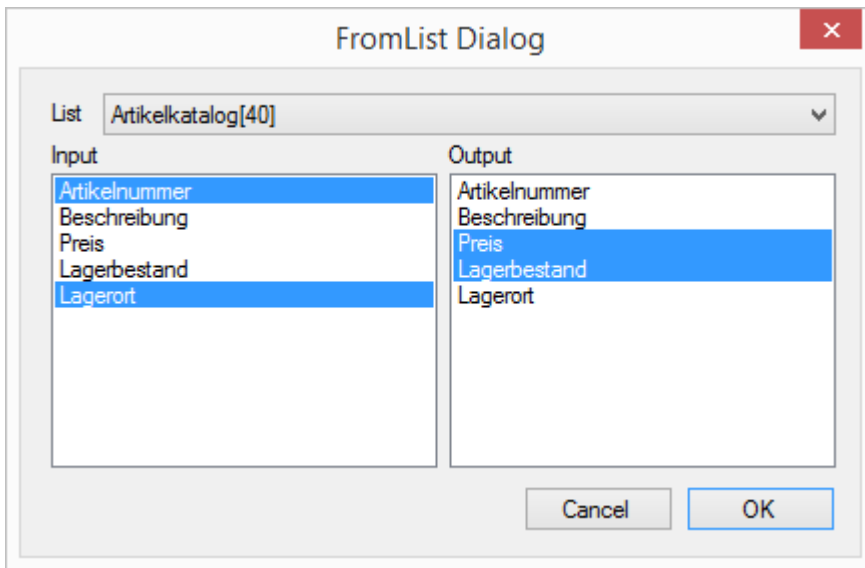 FromList Dialog
List Artikelkatalog[40]
Input
Artikelnummer
Beschreibung
Preis
Lagerbestand
Lagerort
Output
Artikelnummer
Beschreibung
Preis
Lagerbestand
Lagerort
Cancel OK